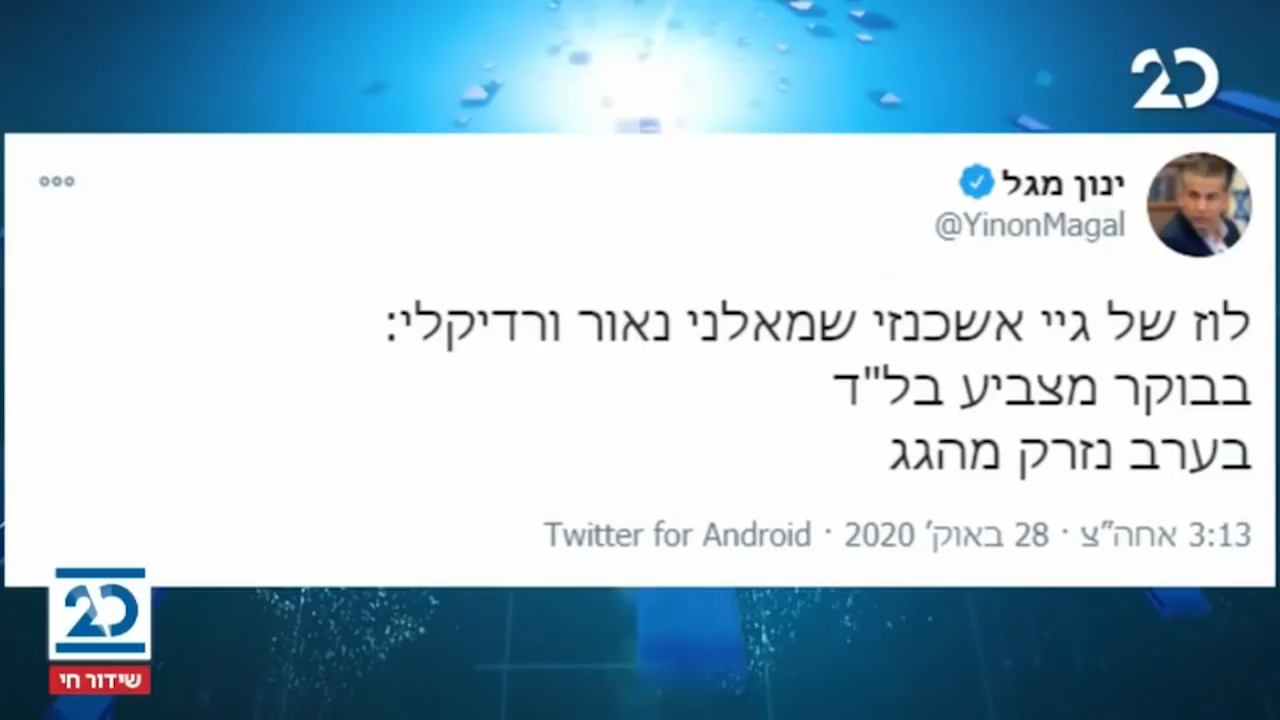 20
ינון מגל
@YinonMagal
לוז של גיי אשכנזי שמאלני נאור ורדיקלי:
בבוקר מצביע בל"ד
בערב נזרק מהגג
3:13 אחה״צ · 28 באוק׳ 2020 · Twitter for Android
20
שידור חי